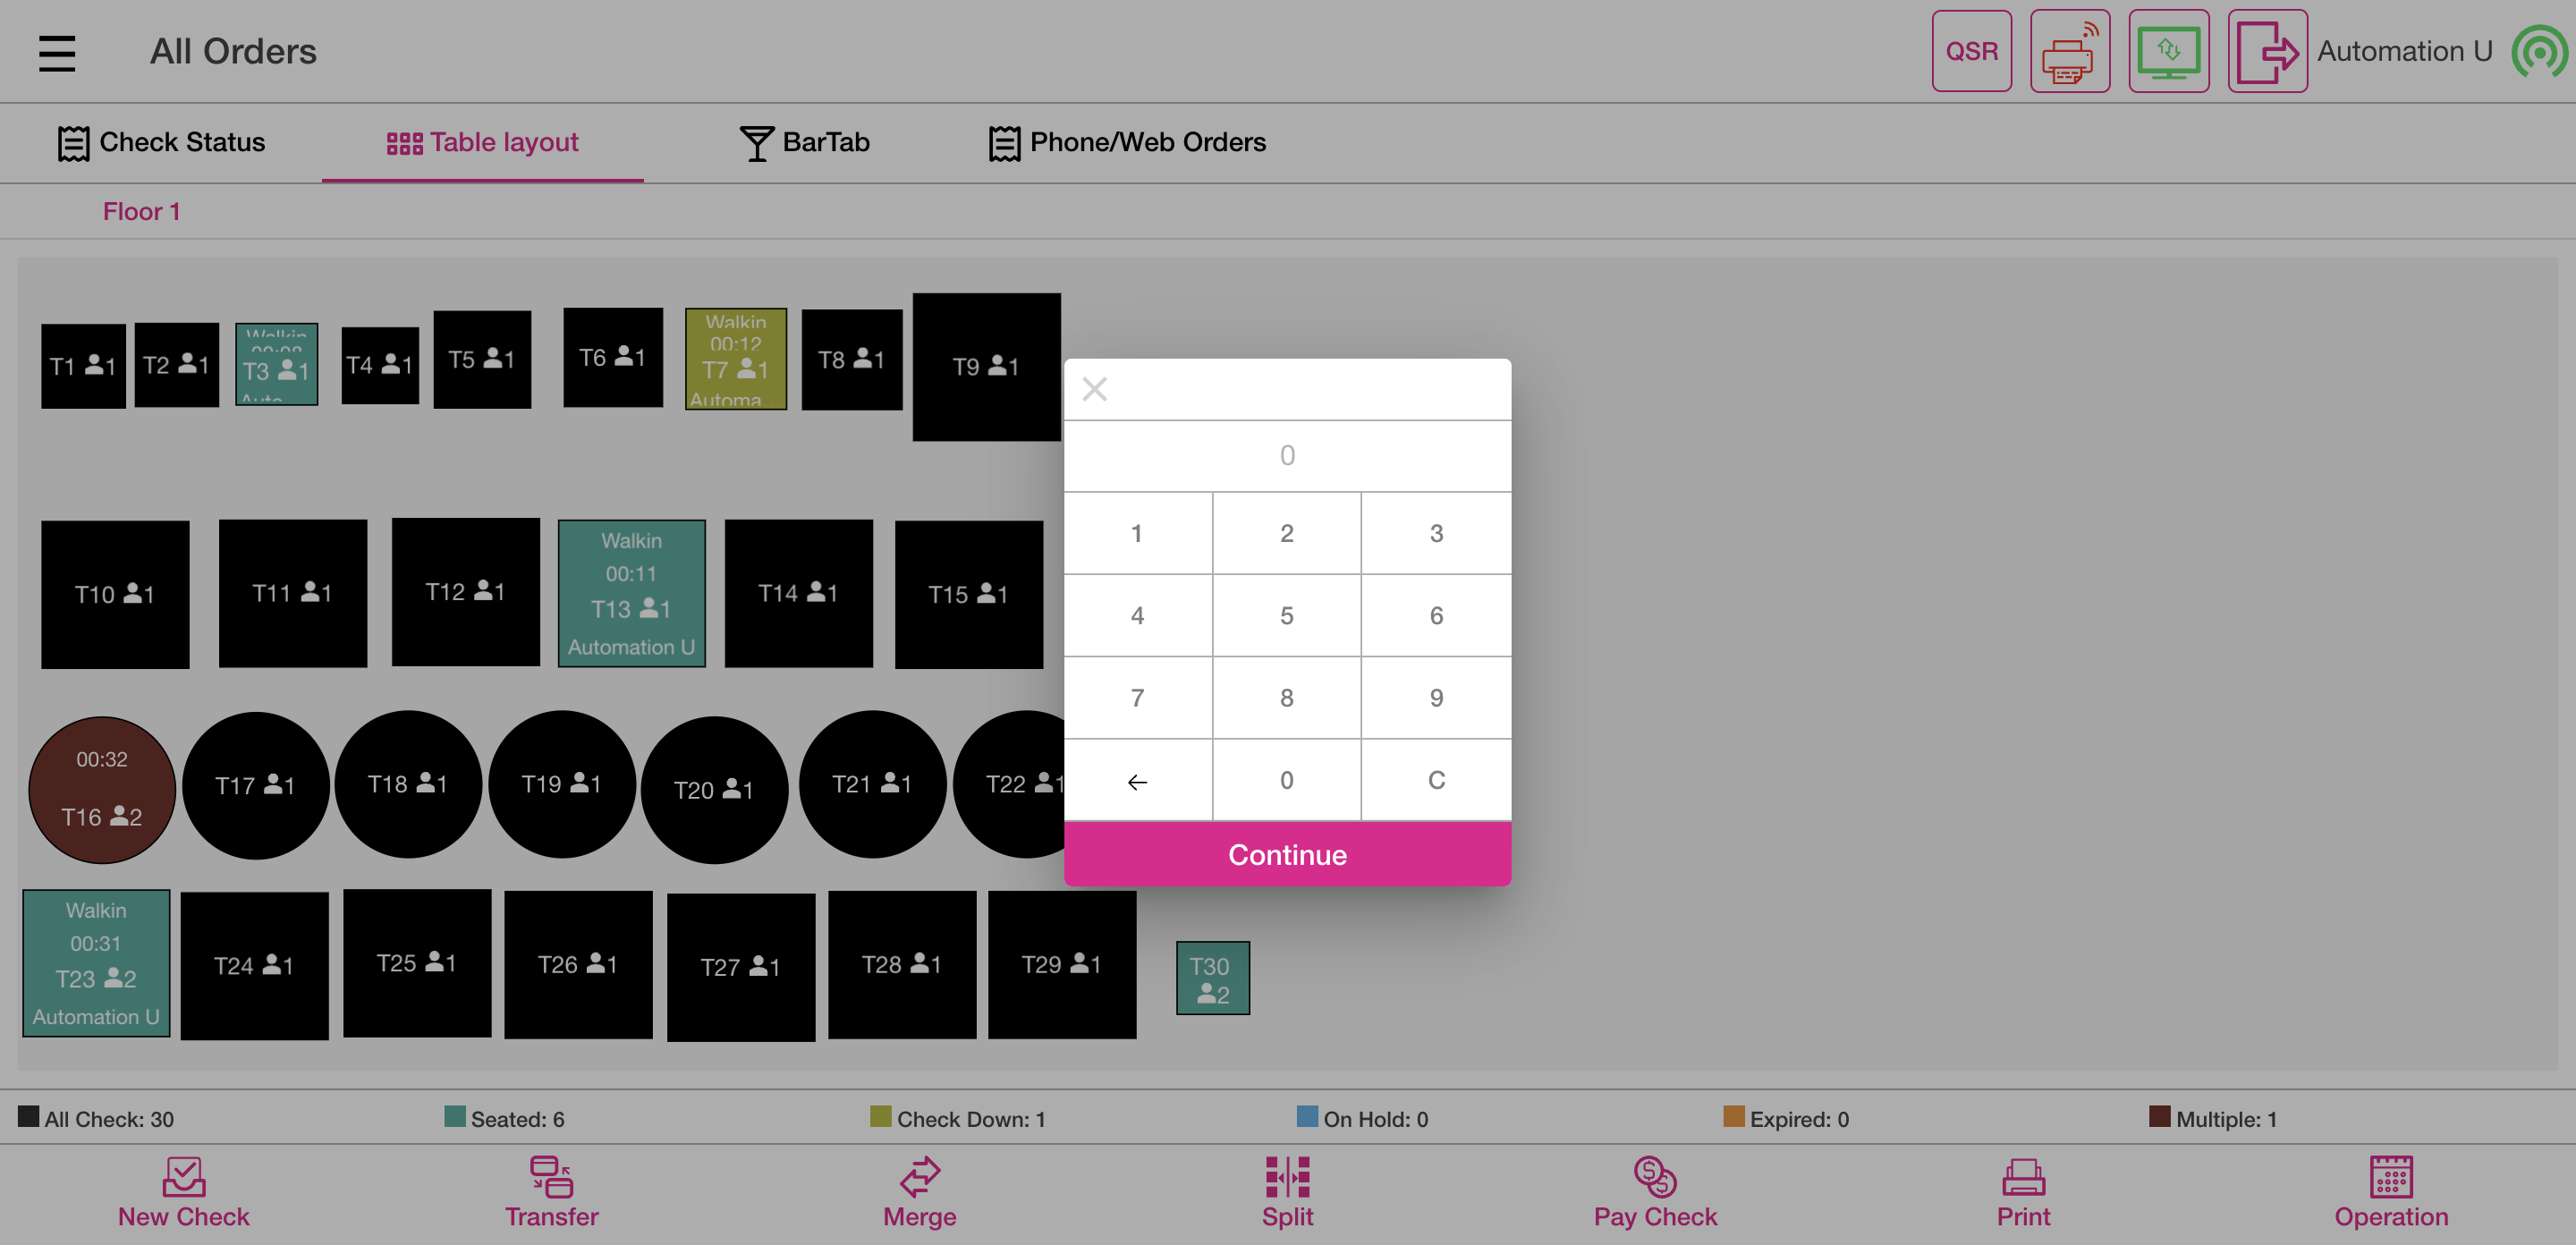 All Orders
QSR
Automation U
Check Status
Table layout
BarTab
Phone/Web Orders
Floor 1
T1 1
T2 1
Walkin
T3 1
Auto...
T4 1
T5 1
T6 1
Walkin
00:12
T7 1
Automa...
T8 1
T9 1
0
1 2 3
4 5 6
7 8 9
0 C
Continue
T10 1
T11 1
T12 1
Walkin
00:11
T13 1
Automation U
T14 1
T15 1
00:32
T16 2
T17 1
T18 1
T19 1
T20 1
T21 1
T22 1
Walkin
00:31
T23 2
Automation U
T24 1
T25 1
T26 1
T27 1
T28 1
T29 1
T30
2
All Check: 30
Seated: 6
Check Down: 1
On Hold: 0
Expired: 0
Multiple: 1
New Check
Transfer
Merge
Split
Pay Check
Print
Operation